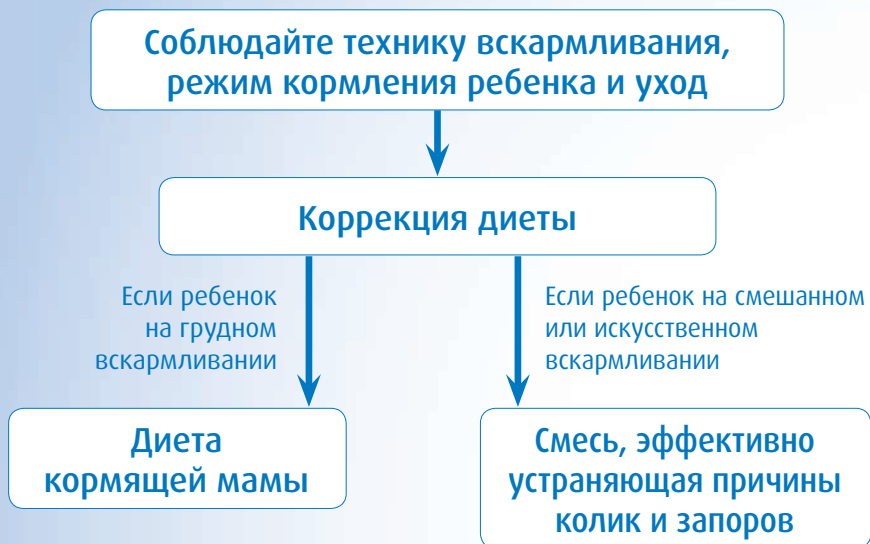 Соблюдайте технику вскармливания,
режим кормления ребенка и уход
Коррекция диеты
Если ребенок
на грудном
вскармливании
Если ребенок на смешанном
или искусственном
вскармливании
Диета
кормящей мамы
Смесь, эффективно
устраняющая причины
колик и запоров